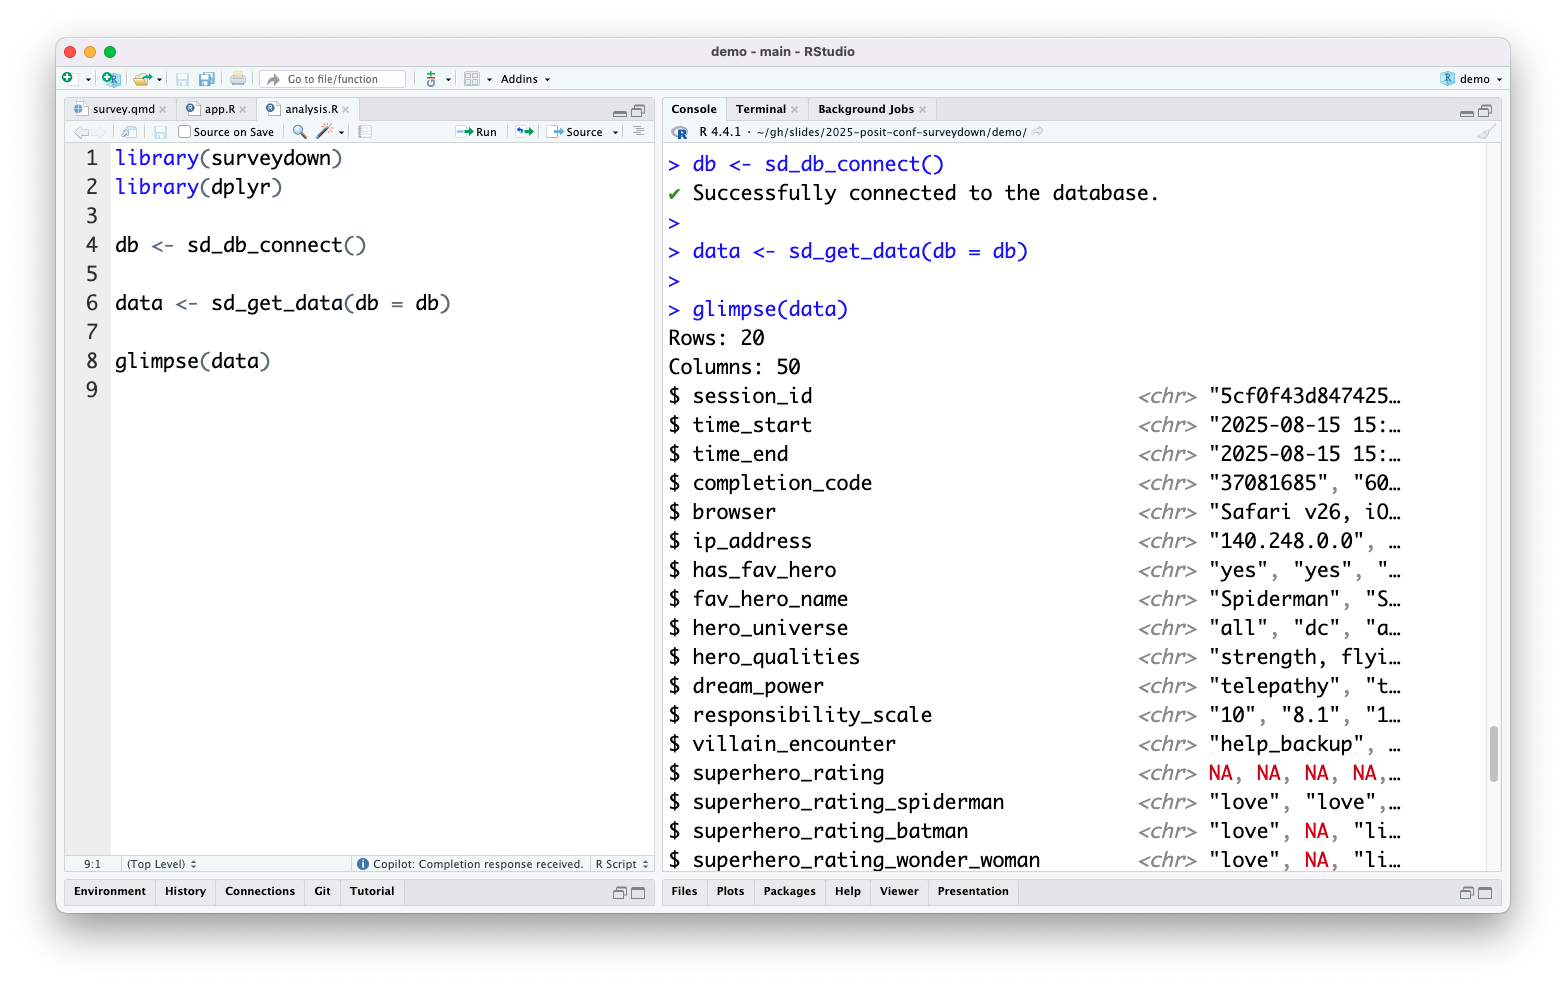 demo - main - RStudio
Go to file/function
Addins
demo
survey.qmd
app.R
analysis.R
Source on Save
Run
Source
1 library(surveydown)
2 library(dplyr)
3
4 db <- sd_db_connect()
5
6 data <- sd_get_data(db = db)
7
8 glimpse(data)
9
9:1
(Top Level)
Copilot: Completion response received.
R Script
Environment
History
Connections
Git
Tutorial
Console
Terminal
Background Jobs
R 4.4.1 · ~/gh/slides/2025-posit-conf-surveydown/demo/
> db <- sd_db_connect()
✔ Successfully connected to the database.
>
> data <- sd_get_data(db = db)
>
> glimpse(data)
Rows: 20
Columns: 50
$ session_id <chr> "5cf0f43d847425…
$ time_start <chr> "2025-08-15 15:…
$ time_end <chr> "2025-08-15 15:…
$ completion_code <chr> "37081685", "60…
$ browser <chr> "Safari v26, iO…
$ ip_address <chr> "140.248.0.0", …
$ has_fav_hero <chr> "yes", "yes", "…
$ fav_hero_name <chr> "Spiderman", "S…
$ hero_universe <chr> "all", "dc", "a…
$ hero_qualities <chr> "strength, flyi…
$ dream_power <chr> "telepathy", "t…
$ responsibility_scale <chr> "10", "8.1", "1…
$ villain_encounter <chr> "help_backup", …
$ superhero_rating <chr> NA, NA, NA, NA,…
$ superhero_rating_spiderman <chr> "love", "love",…
$ superhero_rating_batman <chr> "love", NA, "li…
$ superhero_rating_wonder_woman <chr> "love", NA, "li…
Files
Plots
Packages
Help
Viewer
Presentation